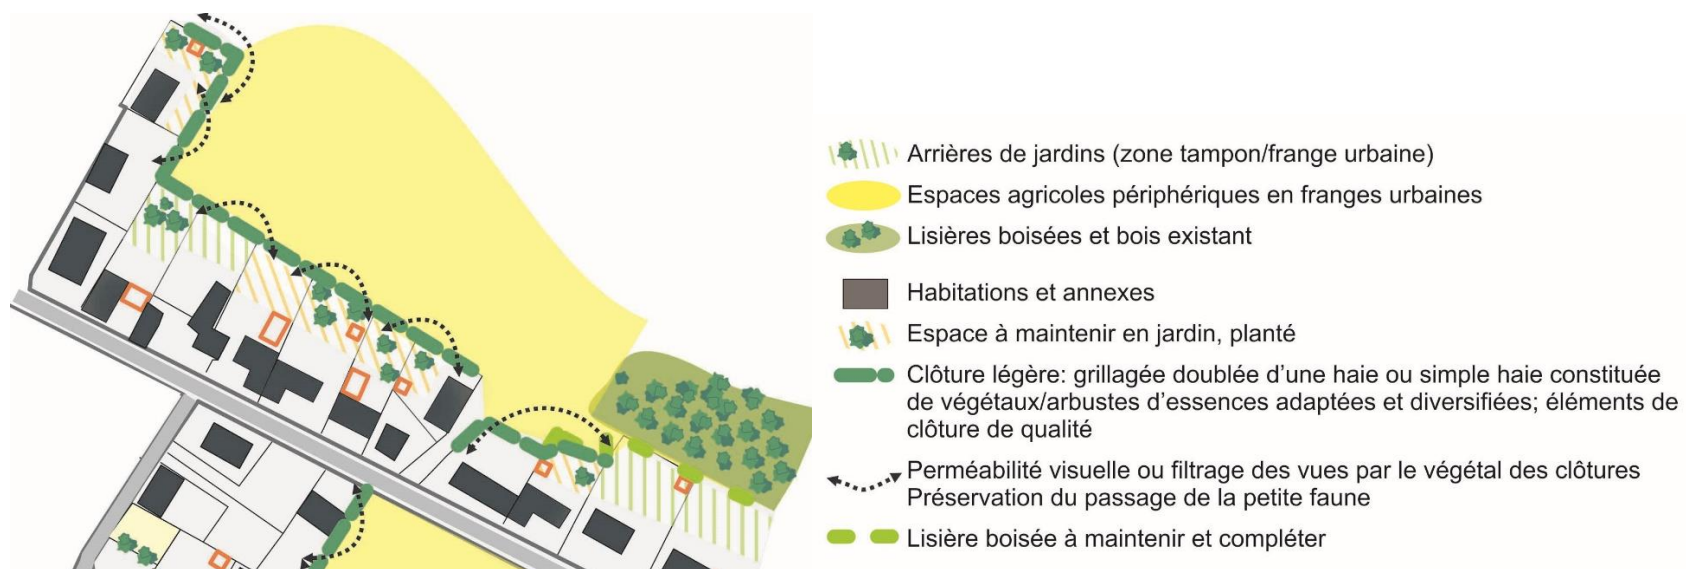 Arrières de jardins (zone tampon/frange urbaine)
Espaces agricoles périphériques en franges urbaines
Lisières boisées et bois existant
Habitations et annexes
Espace à maintenir en jardin, planté
Clôture légère: grillagée doublée d'une haie ou simple haie constituée
de végétaux/arbustes d'essences adaptées et diversifiées; éléments de
clôture de qualité
Perméabilité visuelle ou filtrage des vues par le végétal des clôtures
Préservation du passage de la petite faune
Lisière boisée à maintenir et compléter